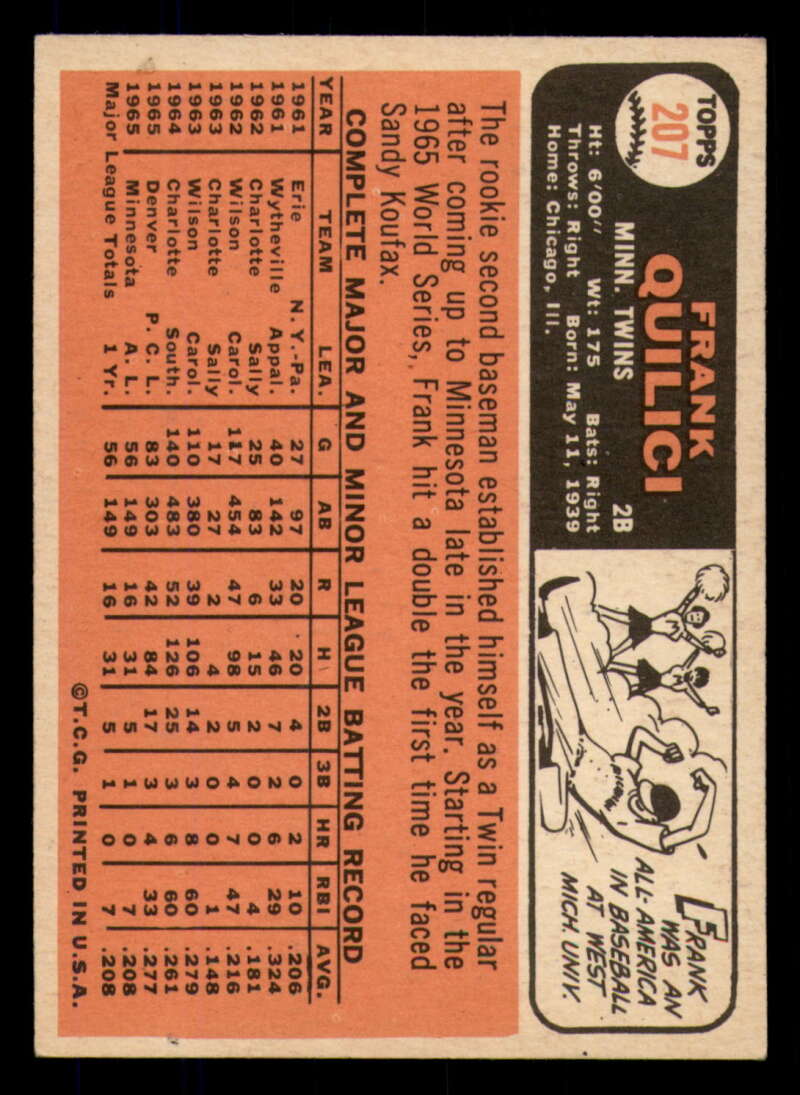 TOPPS
207
FRANK
QUILICI
MINN. TWINS 2B
Ht: 6'00" Wt: 175 Bats: Right
Throws: Right Born: May 11, 1939
Home: Chicago, Ill.
FRANK
WAS AN
ALL-AMERICA
IN BASEBALL
AT WEST
MICH. UNIV.
The rookie second baseman established himself as a Twin regular
after coming up to Minnesota late in the year. Starting in the
1965 World Series, Frank hit a double the first time he faced
Sandy Koufax.
COMPLETE MAJOR AND MINOR LEAGUE BATTING RECORD
YEAR TEAM LEA. G AB R H 2B 3B HR RBI AVG.
1961 Erie N.Y.-Pa. 27 97 20 20 4 0 2 10 .206
1961 Wytheville Appal. 40 142 33 46 7 2 6 29 .324
1962 Charlotte Sally 25 83 6 15 2 0 0 4 .181
1962 Wilson Carol. 117 454 47 98 5 4 7 47 .216
1963 Charlotte Sally 17 27 2 4 2 0 0 1 .148
1963 Wilson Carol. 110 380 39 106 14 3 8 60 .279
1964 Charlotte South. 140 483 52 126 25 3 6 60 .261
1965 Denver P.C.L. 83 303 42 84 17 3 4 33 .277
1965 Minnesota A.L. 56 149 16 31 5 1 0 7 .208
Major League Totals 1 Yr. 56 149 16 31 5 1 0 7 .208
©T.C.G. PRINTED IN U.S.A.